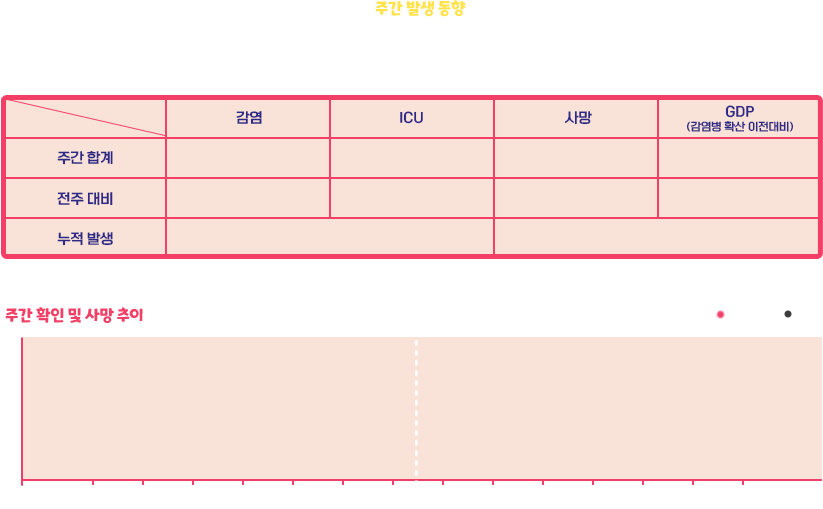 주간 발생 동향
감염
ICU
사망
GDP
(감염병 확산 이전대비)
주간 합계
전주 대비
누적 발생
주간 확인 및 사망 추이